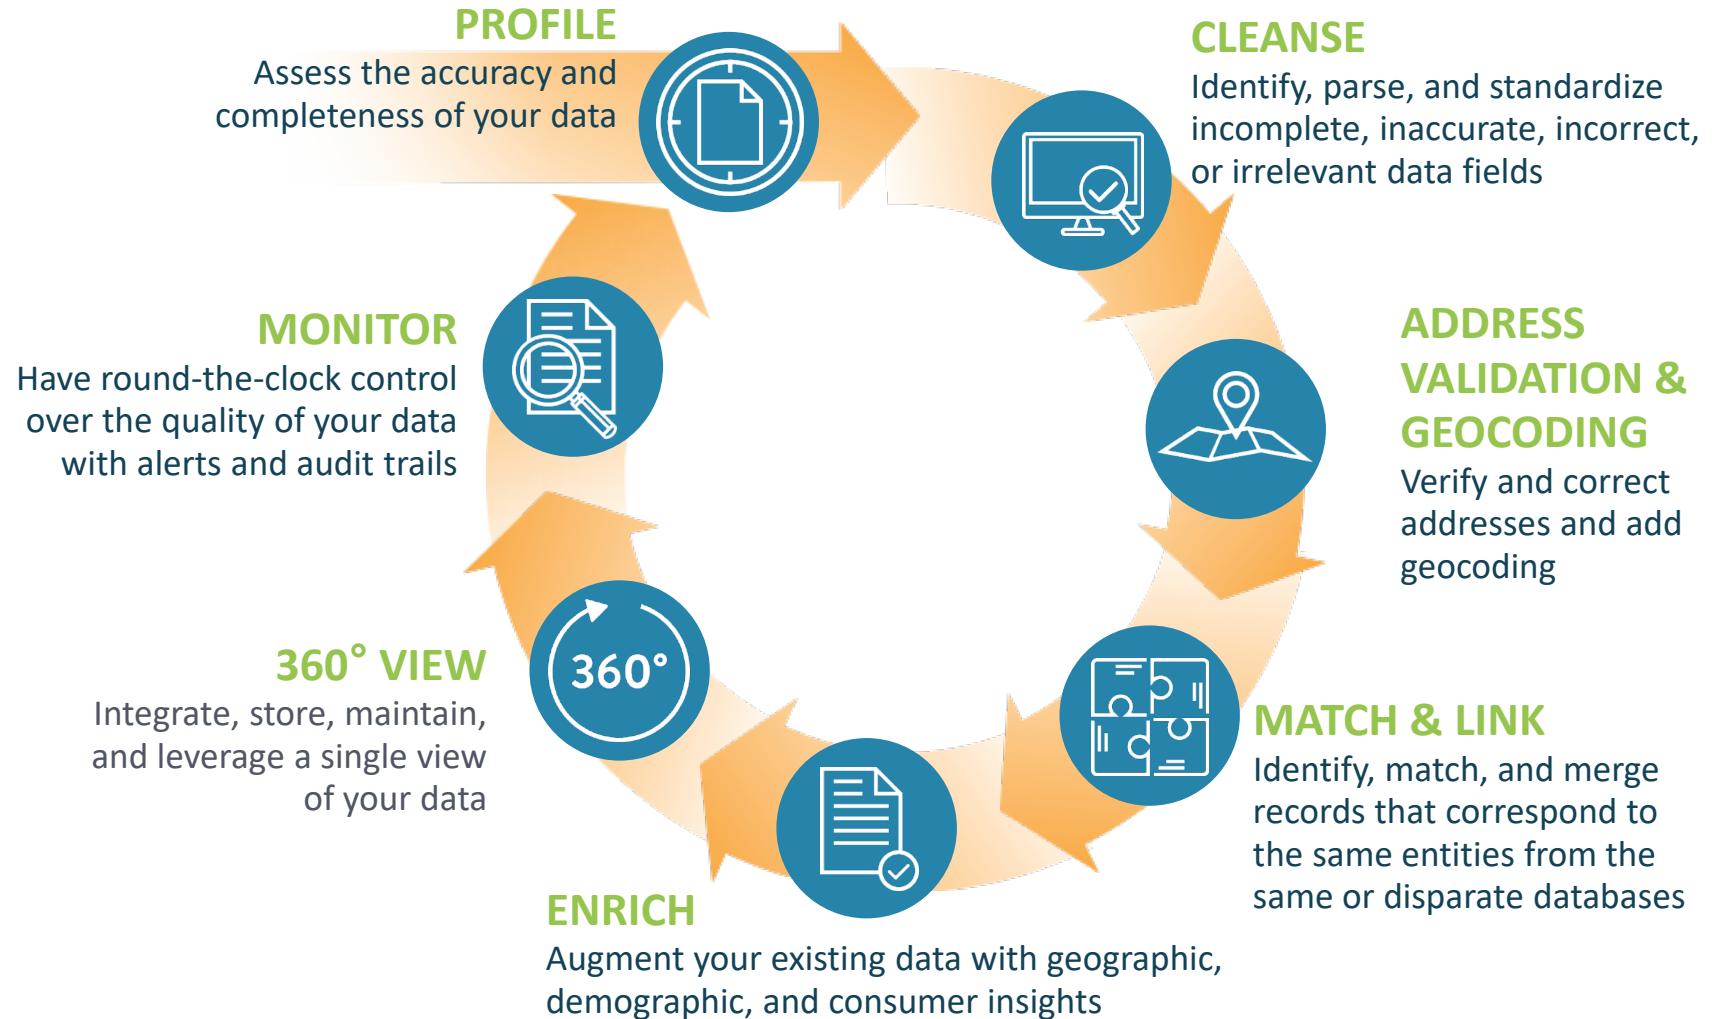 PROFILE
Assess the accuracy and
completeness of your data
CLEANSE
Identify, parse, and standardize
incomplete, inaccurate, incorrect,
or irrelevant data fields
ADDRESS
VALIDATION &
GEOCODING
Verify and correct
addresses and add
geocoding
MATCH & LINK
Identify, match, and merge
records that correspond to
the same entities from the
same or disparate databases
ENRICH
Augment your existing data with geographic,
demographic, and consumer insights
360° VIEW
Integrate, store, maintain,
and leverage a single view
of your data
360°
MONITOR
Have round-the-clock control
over the quality of your data
with alerts and audit trails